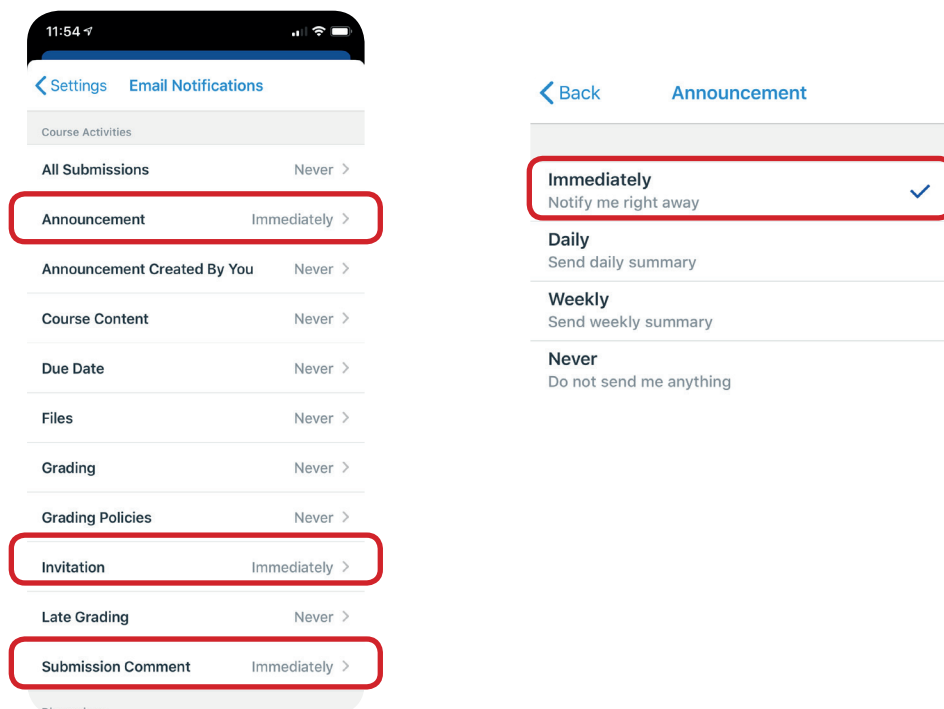 11:54
Settings Email Notifications
Course Activities
All Submissions Never
Announcement Immediately
Announcement Created By You Never
Course Content Never
Due Date Never
Files Never
Grading Never
Grading Policies Never
Invitation Immediately
Late Grading Never
Submission Comment Immediately
Back Announcement
Immediately
Notify me right away
Daily
Send daily summary
Weekly
Send weekly summary
Never
Do not send me anything